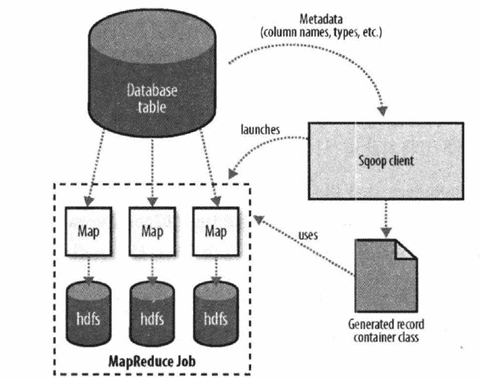 Metadata
(column names, types, etc.)
Database
table
launches
Sqoop client
Map
Map
Map
uses
hdfs
hdfs
hdfs
Generated record
container class
MapReduce Job